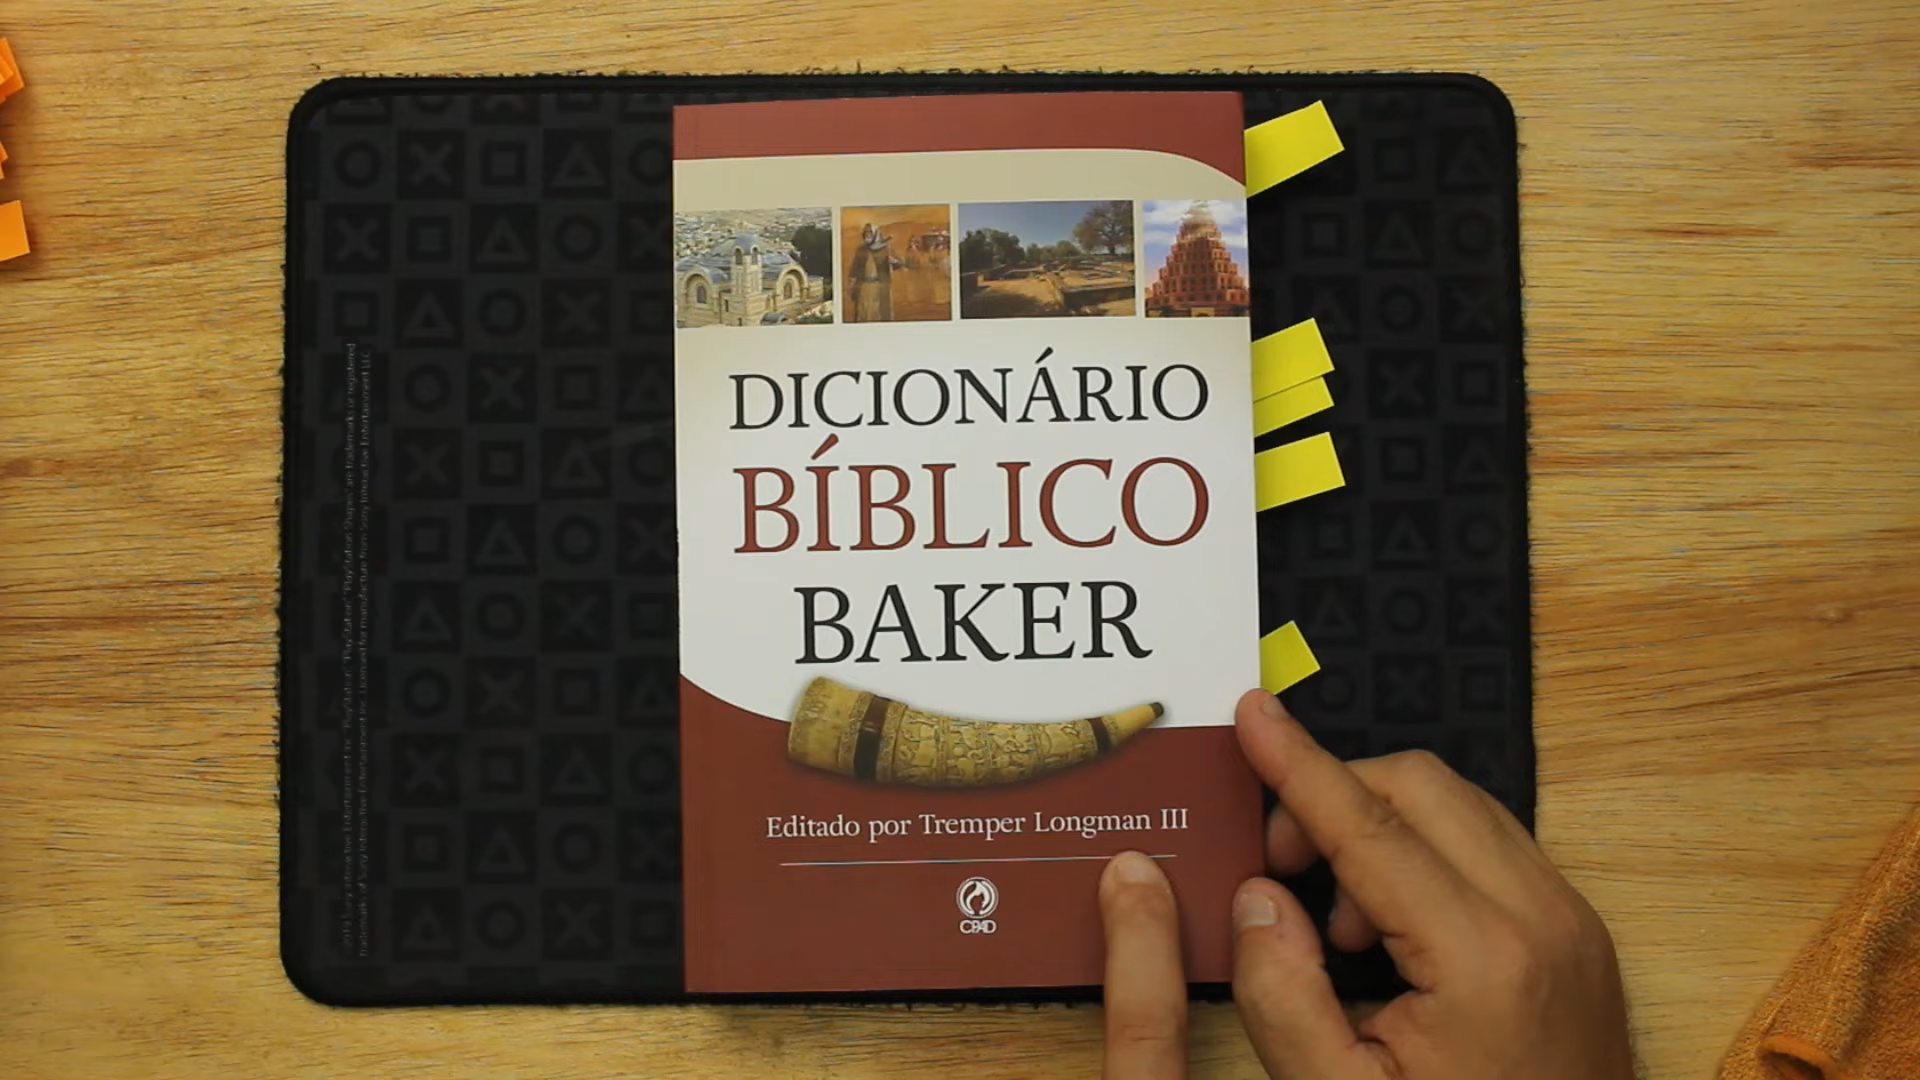 DICIONÁRIO
BÍBLICO
BAKER
Editado por Tremper Longman III
CPAD